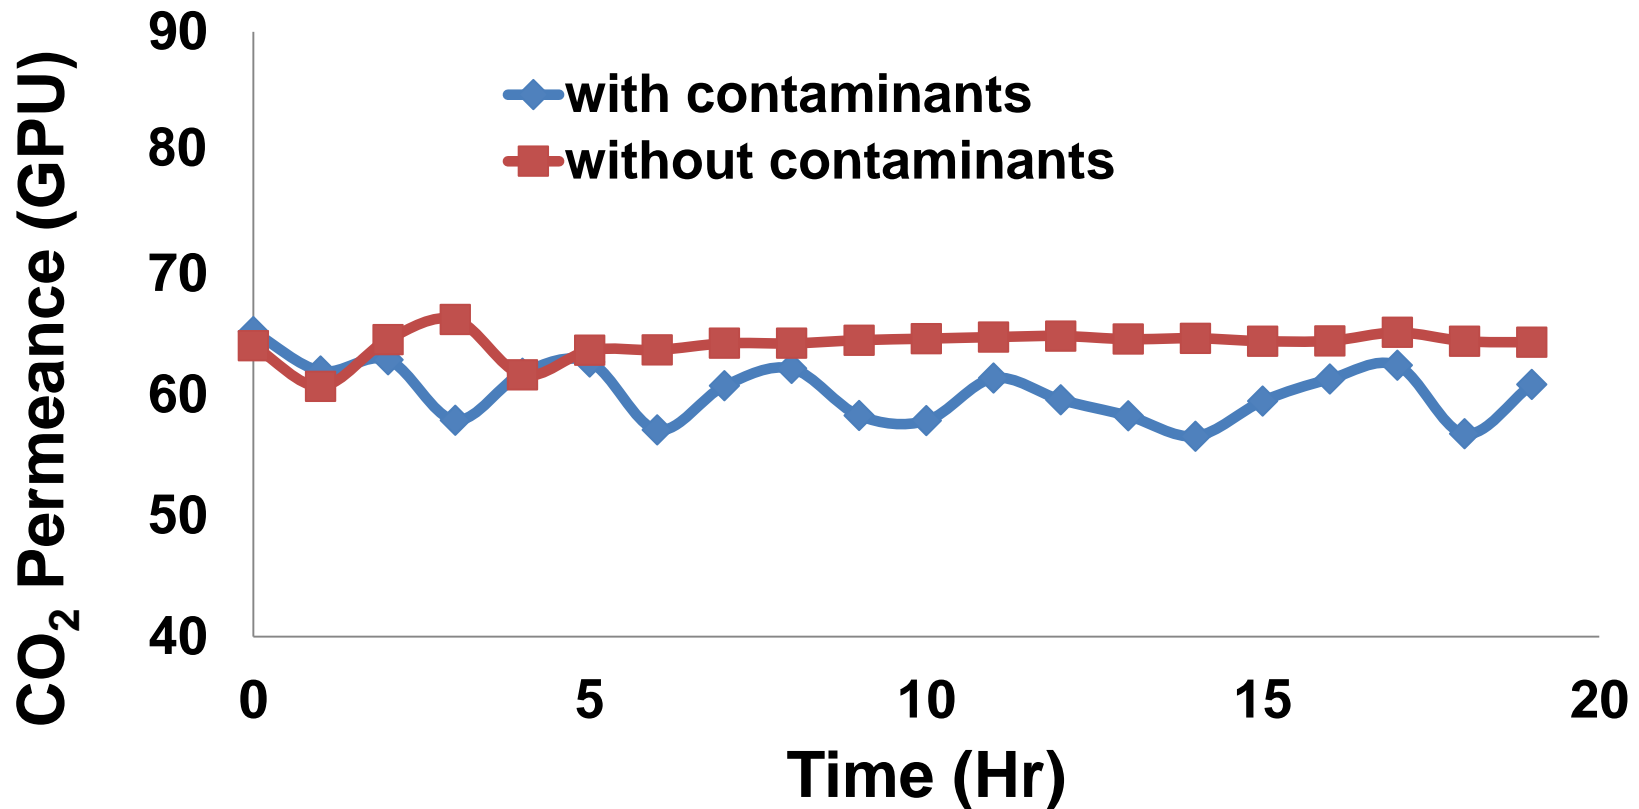 90
80
70
60
50
40
CO₂ Permeance (GPU)
with contaminants
without contaminants
0 5 10 15 20
Time (Hr)